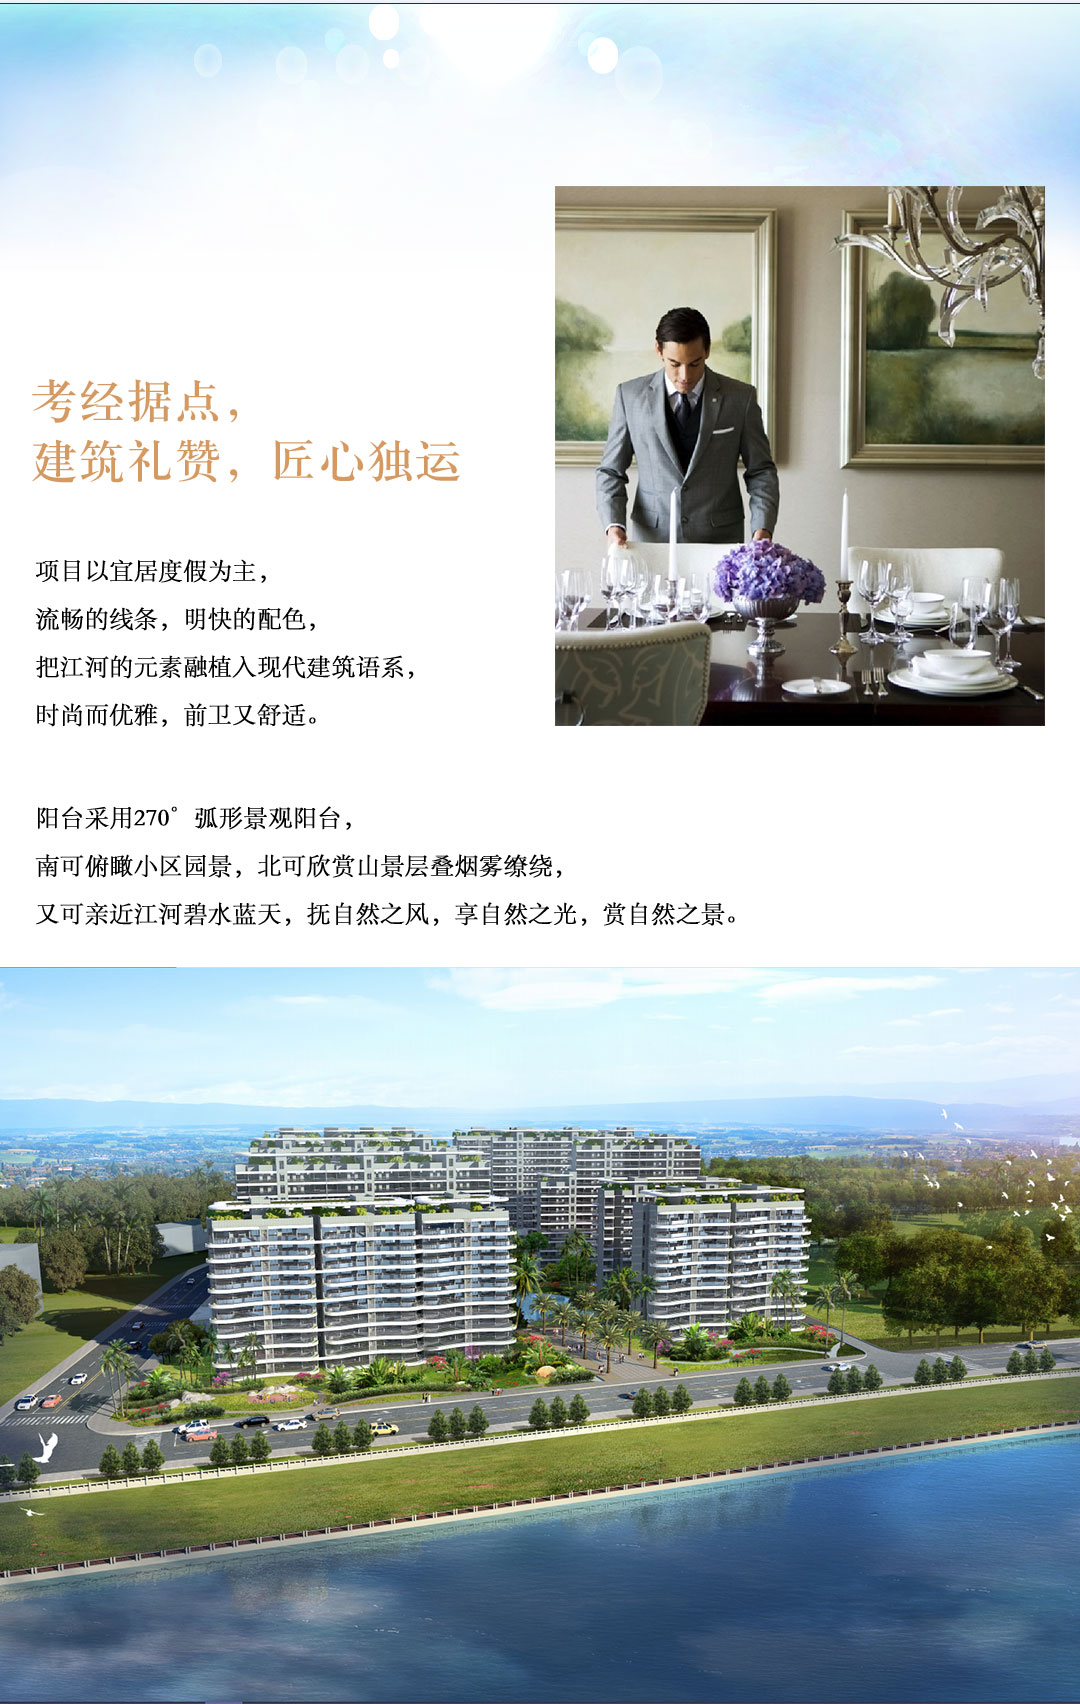 考经据点，
建筑礼赞，匠心独运
项目以宜居度假为主，
流畅的线条，明快的配色，
把江河的元素融植入现代建筑语系，
时尚而优雅，前卫又舒适。
阳台采用270°弧形景观阳台，
南可俯瞰小区园景，北可欣赏山景层叠烟雾缭绕，
又可亲近江河碧水蓝天，抚自然之风，享自然之光，赏自然之景。